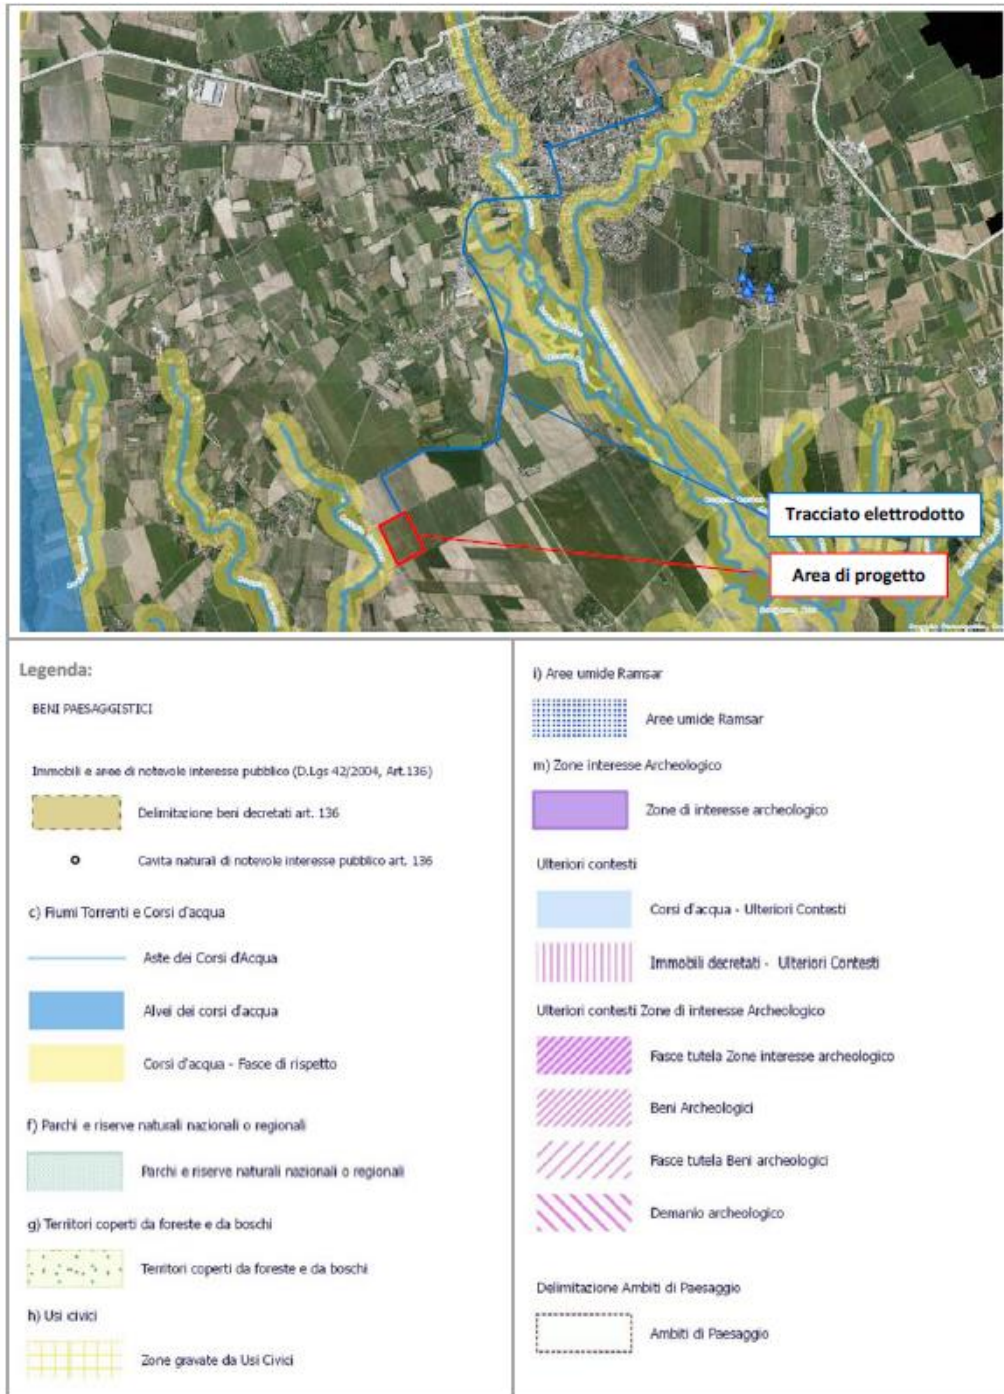 Tracciato elettrodotto
Area di progetto
Legenda:
BENI PAESAGGISTICI
Immobili e aree di notevole interesse pubblico (D.Lgs 42/2004, Art.136)
Delimitazione beni decretati art. 136
Cavita naturali di notevole interesse pubblico art. 136
c) Fiumi Torrenti e Corsi d'acqua
Aste dei Corsi d'Acqua
Alvei dei corsi d'acqua
Corsi d'acqua - Fasce di rispetto
f) Parchi e riserve naturali nazionali o regionali
Parchi e riserve naturali nazionali o regionali
g) Territori coperti da foreste e da boschi
Territori coperti da foreste e da boschi
h) Usi civici
Zone gravate da Usi Civici
i) Aree umide Ramsar
Aree umide Ramsar
m) Zone interesse Archeologico
Zone di interesse archeologico
Ulteriori contesti
Corsi d'acqua - Ulteriori Contesti
Immobili decretati - Ulteriori Contesti
Ulteriori contesti Zone di interesse Archeologico
Fasce tutela Zone interesse archeologico
Beni Archeologici
Fasce tutela Beni archeologici
Demanio archeologico
Delimitazione Ambiti di Paesaggio
Ambiti di Paesaggio